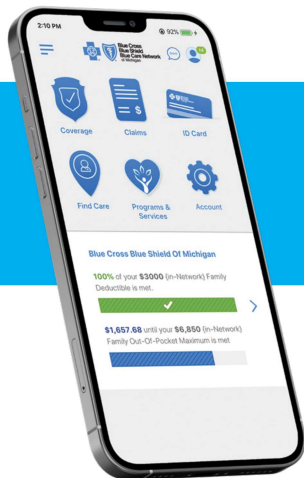 2:10 PM
92%
Blue Cross
Blue Shield
Blue Care Network
of Michigan
Coverage
Claims
ID Card
Find Care
Programs &
Services
Account
Blue Cross Blue Shield Of Michigan
100% of your $3000 (in-Network) Family
Deductible is met.
$1,657.68 until your $6,850 (in-Network)
Family Out-Of-Pocket Maximum is met